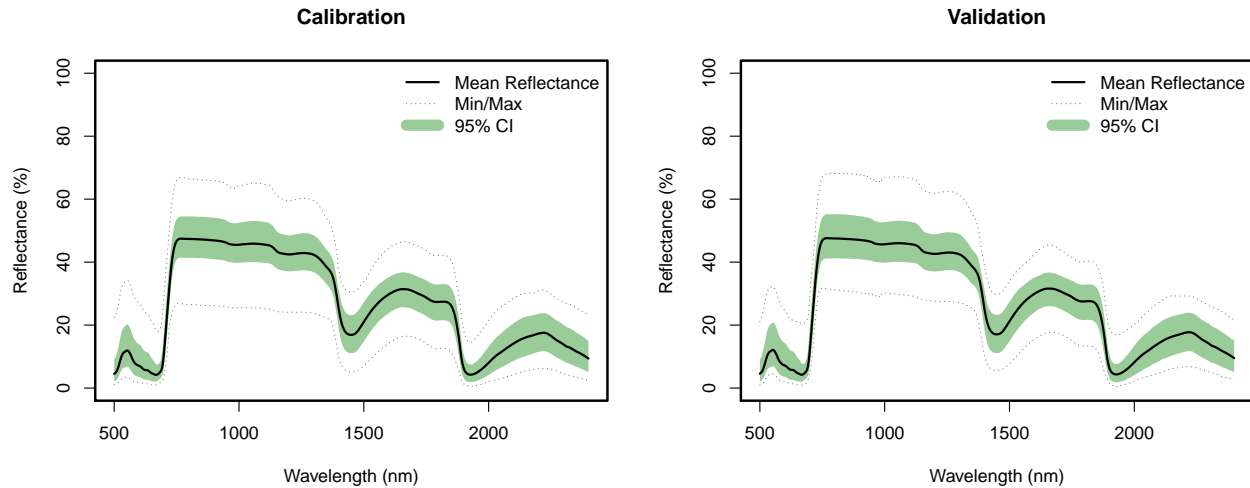 Calibration
Reflectance (%)
100
80
60
40
20
0
Mean Reflectance
Min/Max
95% CI
500
1000
1500
2000
Wavelength (nm)
Validation
Reflectance (%)
100
80
60
40
20
0
Mean Reflectance
Min/Max
95% CI
500
1000
1500
2000
Wavelength (nm)